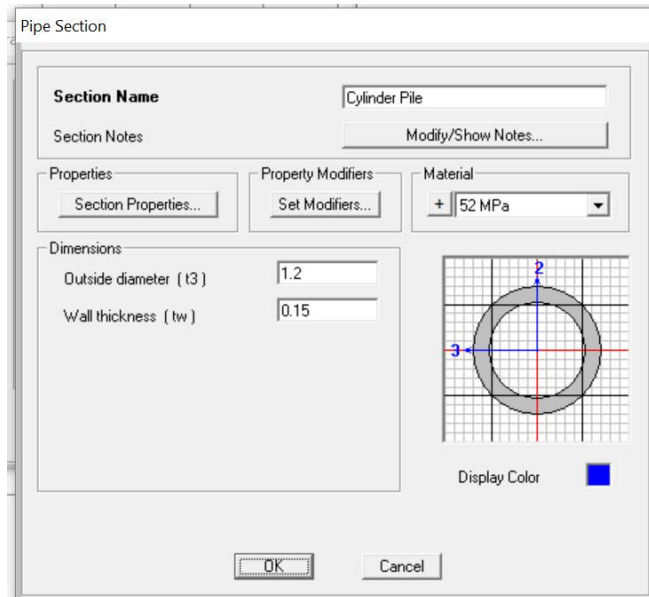 Pipe Section
Section Name Cylinder Pile
Section Notes Modify/Show Notes...
Properties Property Modifiers Material
Section Properties... Set Modifiers... + 52 MPa
Dimensions
Outside diameter ( t3 ) 1.2
Wall thickness ( tw ) 0.15
2
3
Display Color
OK Cancel